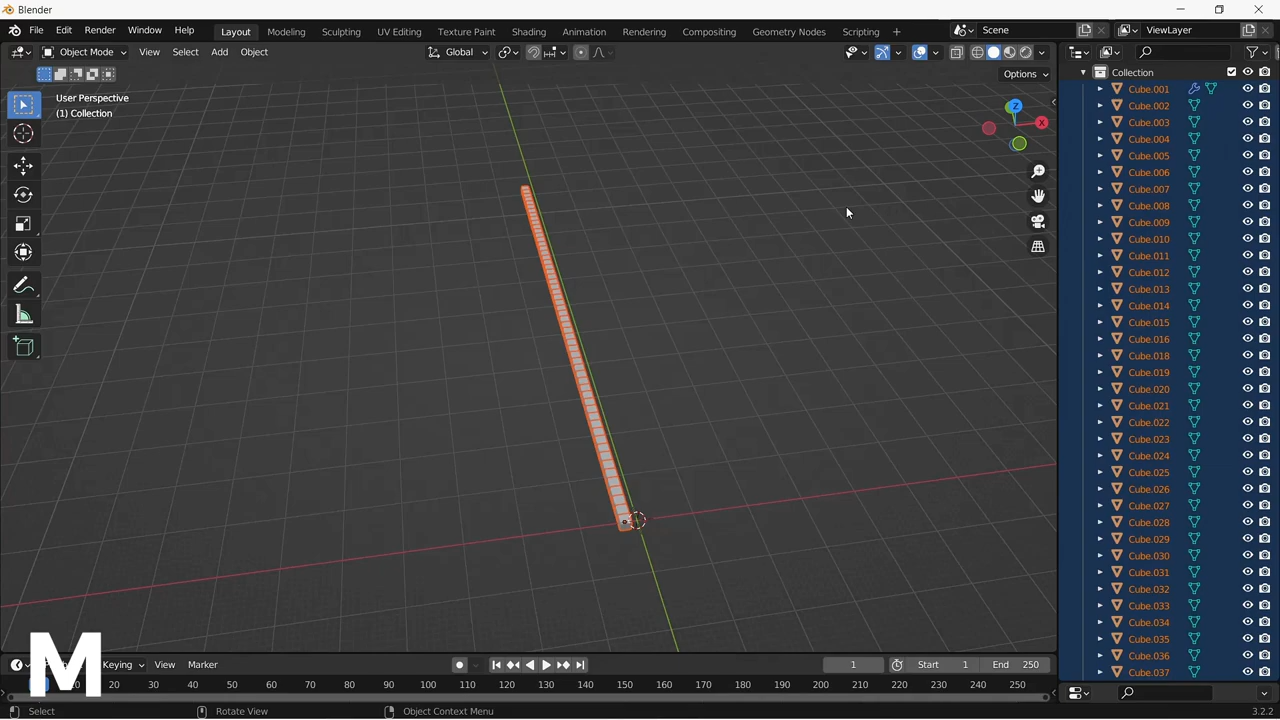 Blender
File Edit Render Window Help
Layout Modeling Sculpting UV Editing Texture Paint Shading Animation Rendering Compositing Geometry Nodes Scripting +
Scene
ViewLayer
Object Mode View Select Add Object
Global
Options
User Perspective
(1) Collection
Z
X
Collection
Cube.001
Cube.002
Cube.003
Cube.004
Cube.005
Cube.006
Cube.007
Cube.008
Cube.009
Cube.010
Cube.011
Cube.012
Cube.013
Cube.014
Cube.015
Cube.016
Cube.018
Cube.019
Cube.020
Cube.021
Cube.022
Cube.023
Cube.024
Cube.025
Cube.026
Cube.027
Cube.028
Cube.029
Cube.030
Cube.031
Cube.032
Cube.033
Cube.034
Cube.035
Cube.036
Cube.037
M
Keying View Marker
1 Start 1 End 250
20 30 40 50 60 70 80 90 100 110 120 130 140 150 160 170 180 190 200 210 220 230 240 250
Select Rotate View Object Context Menu
3.2.2